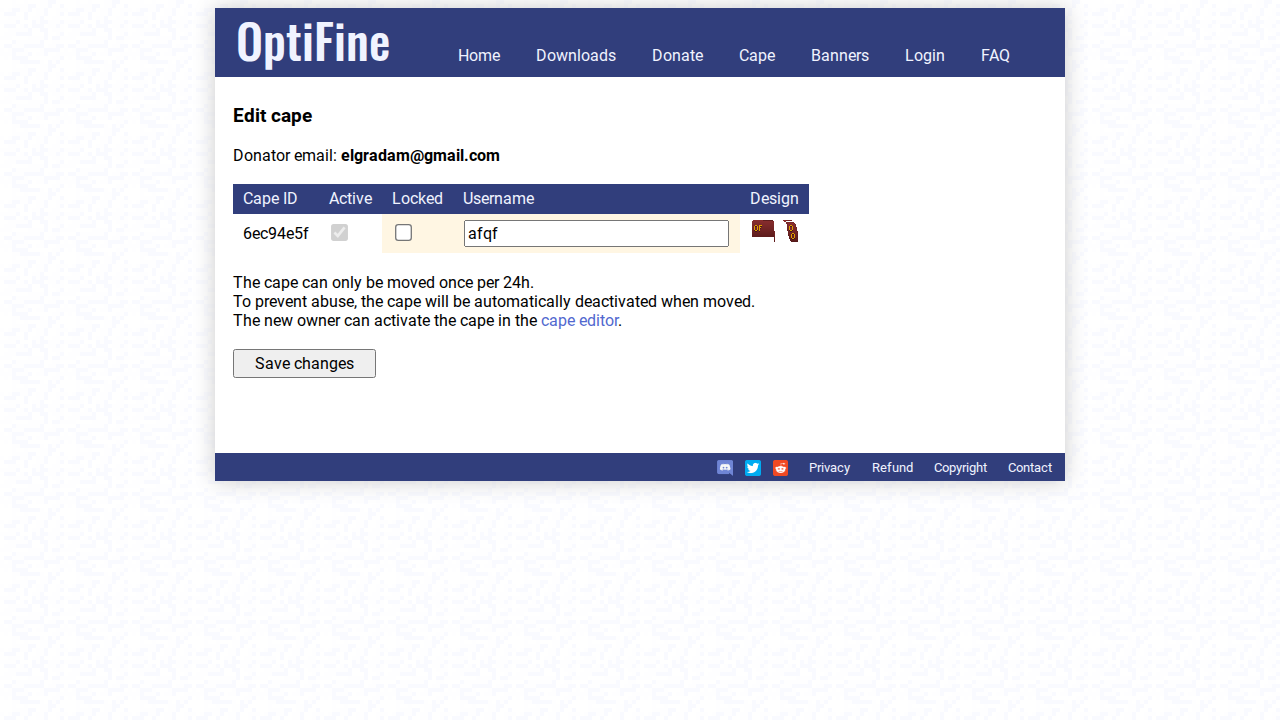 OptiFine
Home Downloads Donate Cape Banners Login FAQ
Edit cape
Donator email: elgradam@gmail.com
Cape ID Active Locked Username Design
6ec94e5f afqf OF
The cape can only be moved once per 24h.
To prevent abuse, the cape will be automatically deactivated when moved.
The new owner can activate the cape in the cape editor.
Save changes
Privacy Refund Copyright Contact